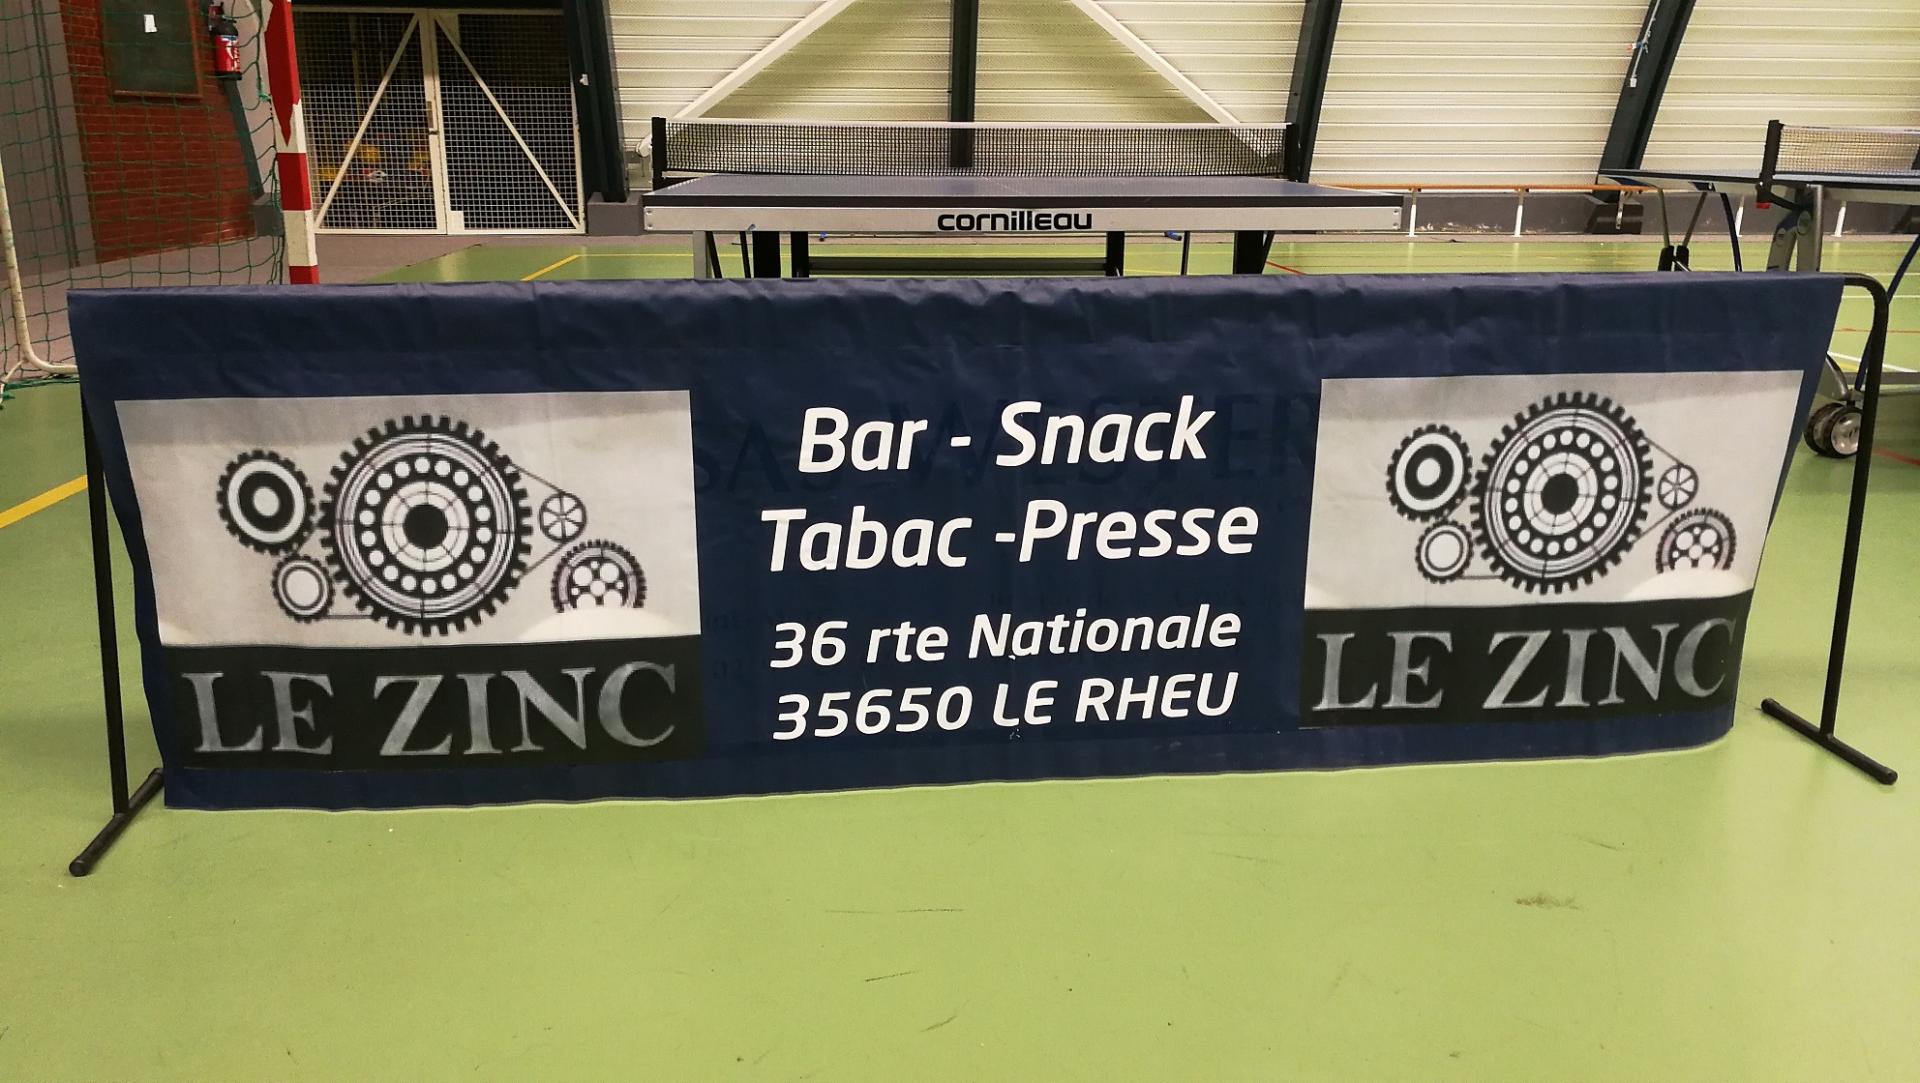 cornilleau
Bar - Snack
Tabac -Presse
36 rte Nationale
35650 LE RHEU
LE ZINC
LE ZINC